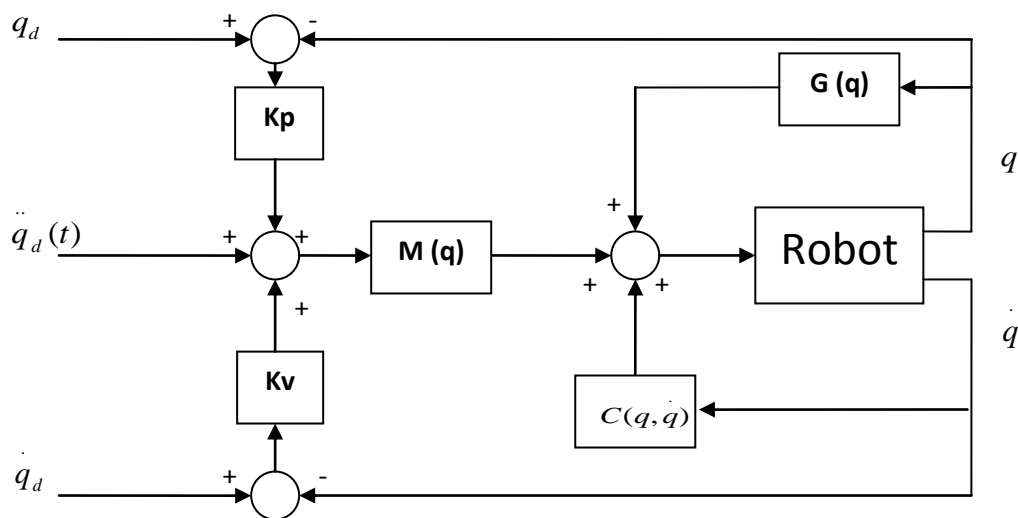 q_d + -
G (q)
Kp
q
+
q̈_d(t) + +
M (q)
Robot
+ +
+
q̇
Kv
C(q, q̇)
q̇_d + -